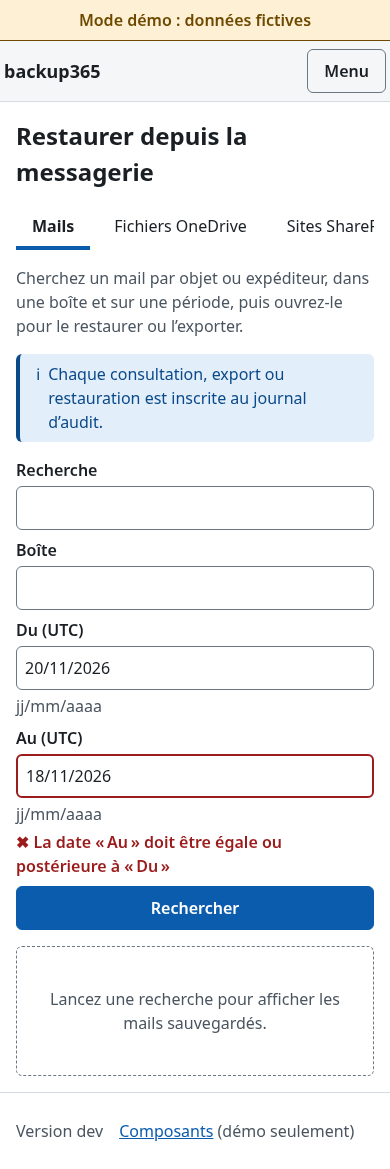 Mode démo : données fictives
backup365
Menu
Restaurer depuis la
messagerie
Mails
Fichiers OneDrive
Sites ShareP
Cherchez un mail par objet ou expéditeur, dans
une boîte et sur une période, puis ouvrez-le
pour le restaurer ou l’exporter.
i Chaque consultation, export ou
restauration est inscrite au journal
d’audit.
Recherche
Boîte
Du (UTC)
20/11/2026
jj/mm/aaaa
Au (UTC)
18/11/2026
jj/mm/aaaa
✖ La date « Au » doit être égale ou
postérieure à « Du »
Rechercher
Lancez une recherche pour afficher les
mails sauvegardés.
Version dev Composants (démo seulement)